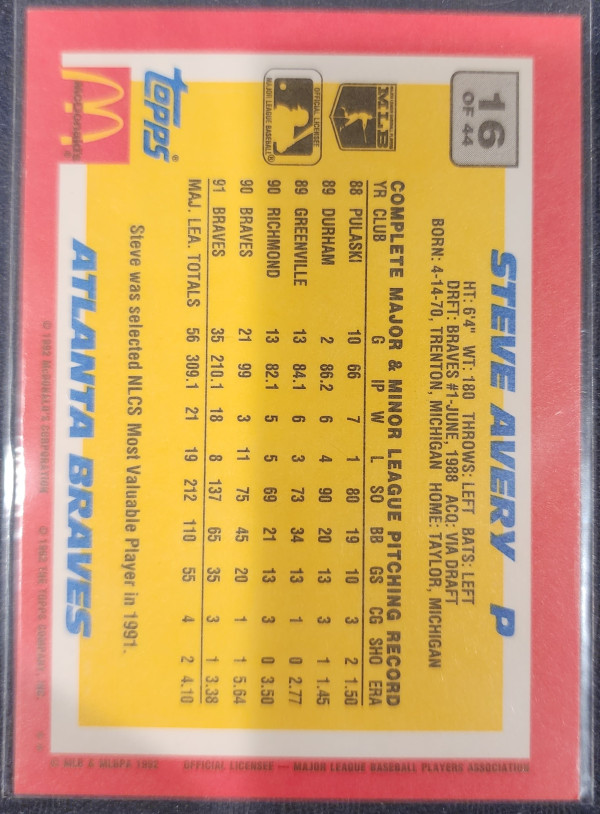 16
OF 44
STEVE AVERY P
HT: 6'4" WT: 180 THROWS: LEFT BATS: LEFT
DRFT: BRAVES #1-JUNE, 1988 ACQ: VIA DRAFT
BORN: 4-14-70, TRENTON, MICHIGAN HOME: TAYLOR, MICHIGAN
MLB
OFFICIAL LICENSEE
MAJOR LEAGUE BASEBALL®
COMPLETE MAJOR & MINOR LEAGUE PITCHING RECORD
YR CLUB G IP W L SO BB GS CG SHO ERA
88 PULASKI 10 66 7 1 80 19 10 3 2 1.50
89 DURHAM 2 86.2 6 4 90 20 13 3 1 1.45
89 GREENVILLE 13 84.1 6 3 73 34 13 1 0 2.77
90 RICHMOND 13 82.1 5 5 69 21 13 3 0 3.50
90 BRAVES 21 99 3 11 75 45 20 1 1 5.64
91 BRAVES 35 210.1 18 8 137 65 35 3 1 3.38
MAJ. LEA. TOTALS 56 309.1 21 19 212 110 55 4 2 4.10
Steve was selected NLCS Most Valuable Player in 1991.
TOPPS®
McDonald's®
ATLANTA BRAVES
© 1992 McDONALD'S CORPORATION © 1992 THE TOPPS COMPANY, INC.
© MLB & MLBPA 1992 OFFICIAL LICENSEE — MAJOR LEAGUE BASEBALL PLAYERS ASSOCIATION